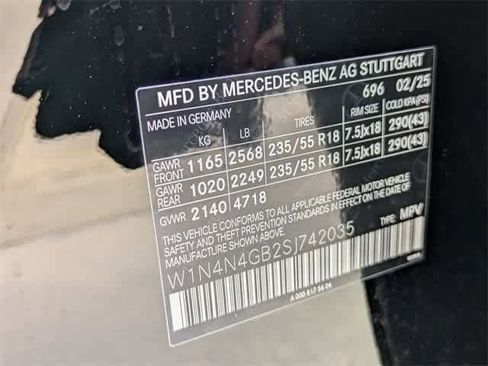 MFD BY MERCEDES-BENZ AG STUTTGART
696 02/25
MADE IN GERMANY
KG LB TIRES RIM SIZE COLD KPA(PSI)
GAWR FRONT 1165 2568 235/55 R18 7.5Jx18 290(43)
GAWR REAR 1020 2249 235/55 R18 7.5Jx18 290(43)
GVWR 2140 4718
THIS VEHICLE CONFORMS TO ALL APPLICABLE FEDERAL MOTOR VEHICLE
SAFETY AND THEFT PREVENTION STANDARDS IN EFFECT ON THE DATE OF
MANUFACTURE SHOWN ABOVE.
TYPE: MPV
W1N4N4GB2SJ742035
A 000 817